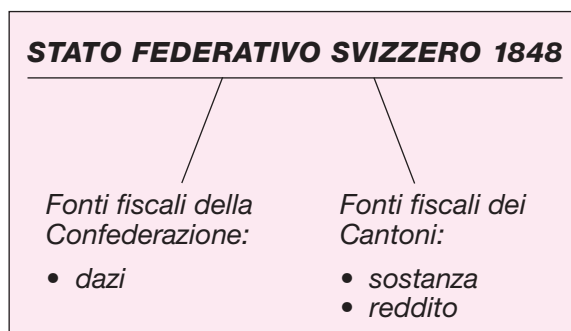 STATO FEDERATIVO SVIZZERO 1848
Fonti fiscali della
Confederazione:
• dazi
Fonti fiscali dei
Cantoni:
• sostanza
• reddito